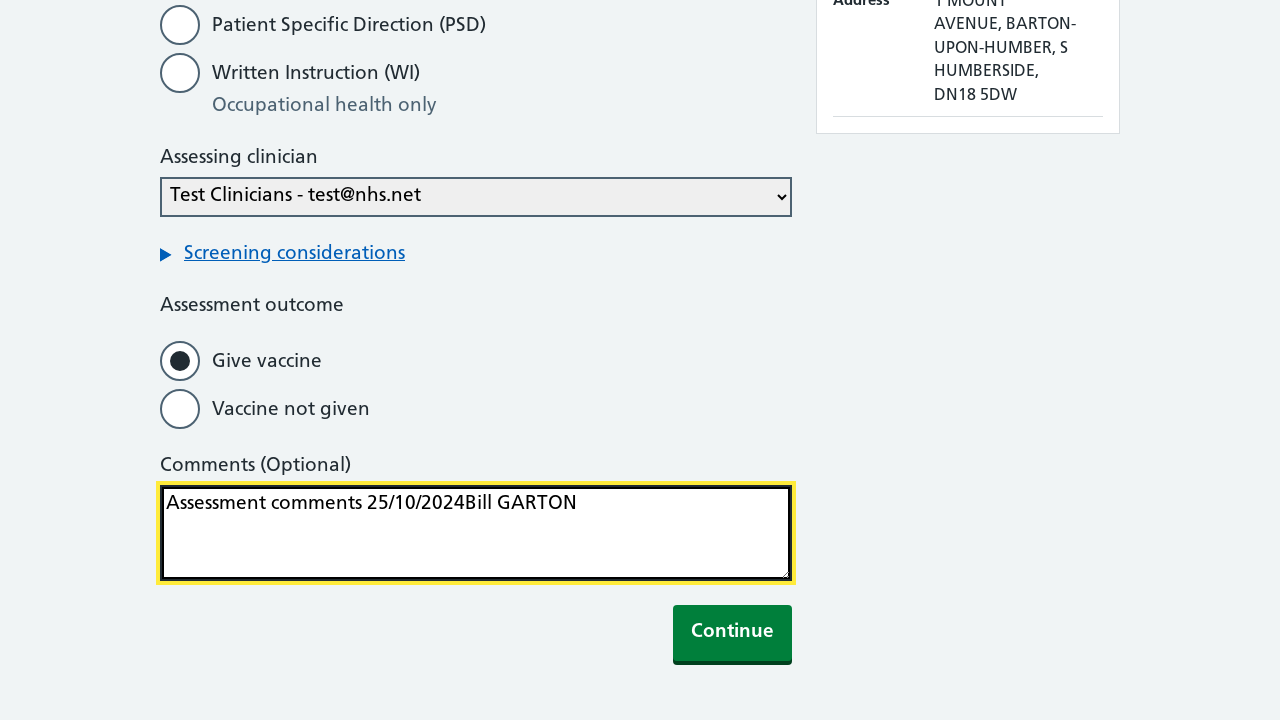 Patient Specific Direction (PSD)
Written Instruction (WI)
Occupational health only
Assessing clinician
Test Clinicians - test@nhs.net
Screening considerations
Assessment outcome
Give vaccine
Vaccine not given
Comments (Optional)
Assessment comments 25/10/2024Bill GARTON
Continue
Address
1 MOUNT
AVENUE, BARTON-
UPON-HUMBER, S
HUMBERSIDE,
DN18 5DW